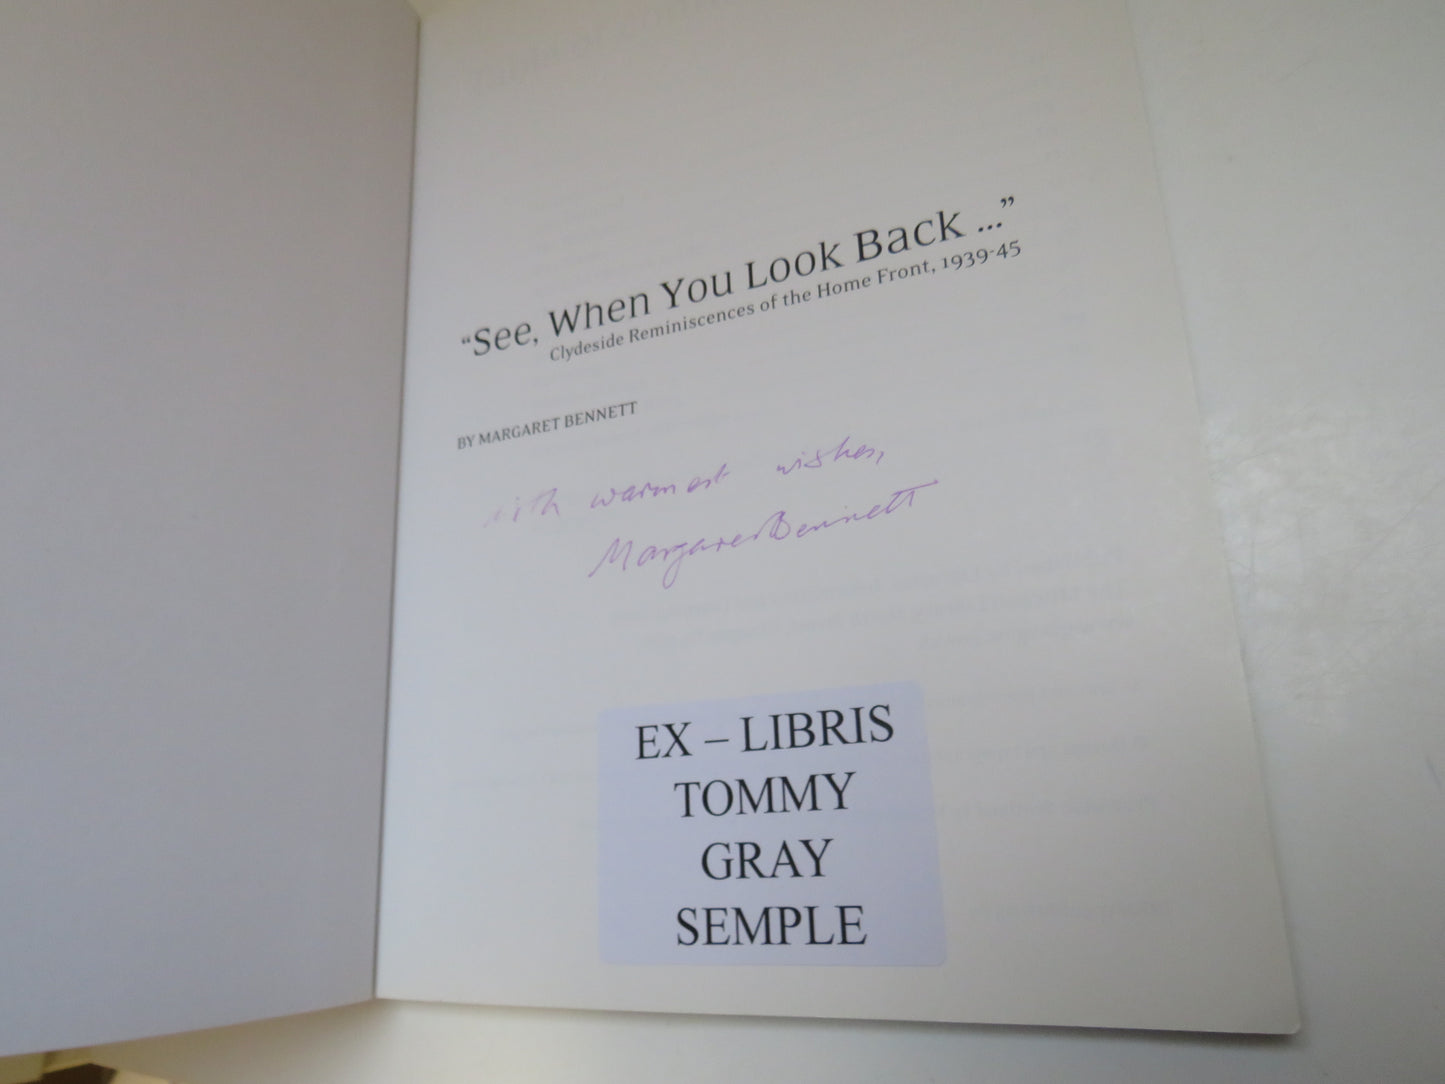 “See, When You Look Back ...”
Clydeside Reminiscences of the Home Front, 1939-45
BY MARGARET BENNETT
with warmest wishes,
Margaret Bennett
EX – LIBRIS
TOMMY
GRAY
SEMPLE